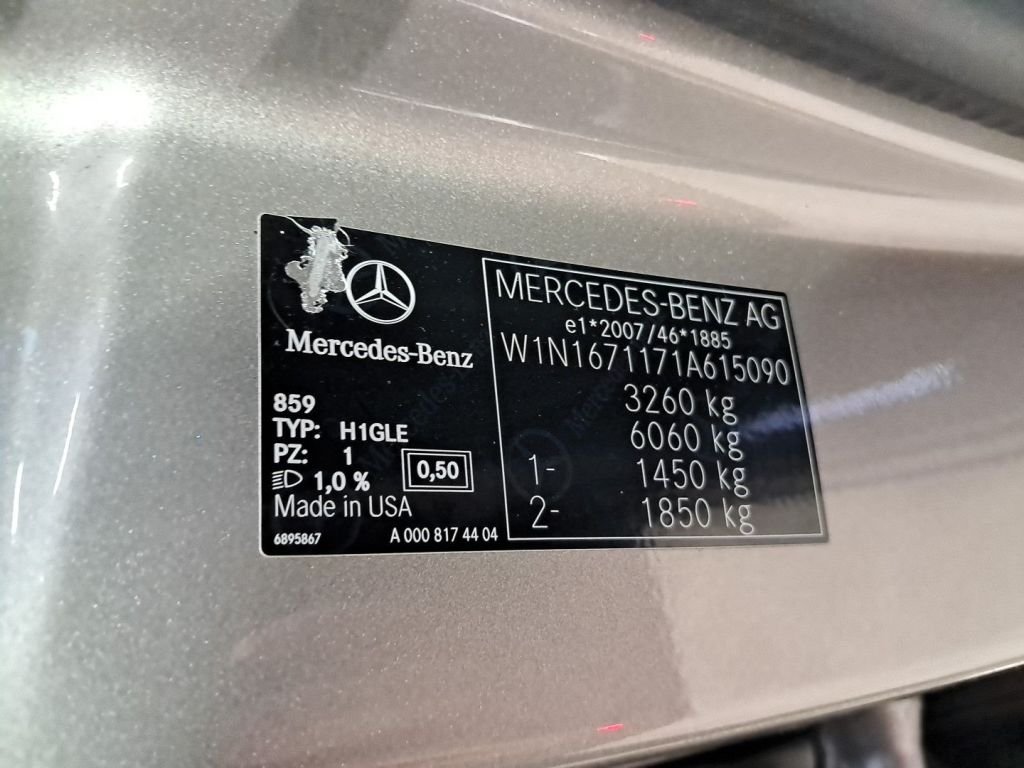 Mercedes-Benz
859
TYP: H1GLE
PZ: 1
1,0 %
0,50
Made in USA
6895867
A 000 817 44 04
MERCEDES-BENZ AG
e1*2007/46*1885
W1N1671171A615090
3260 kg
6060 kg
1- 1450 kg
2- 1850 kg